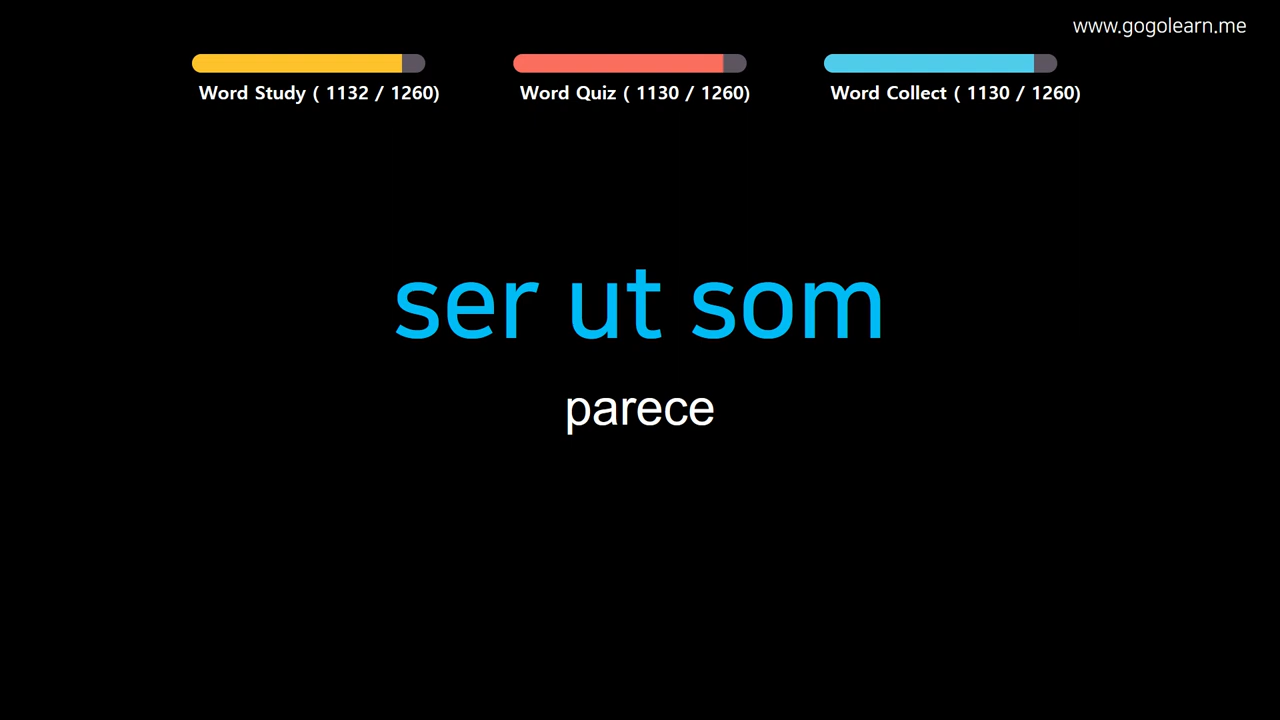 www.gogolearn.me
Word Study ( 1132 / 1260)
Word Quiz ( 1130 / 1260)
Word Collect ( 1130 / 1260)
ser ut som
parece